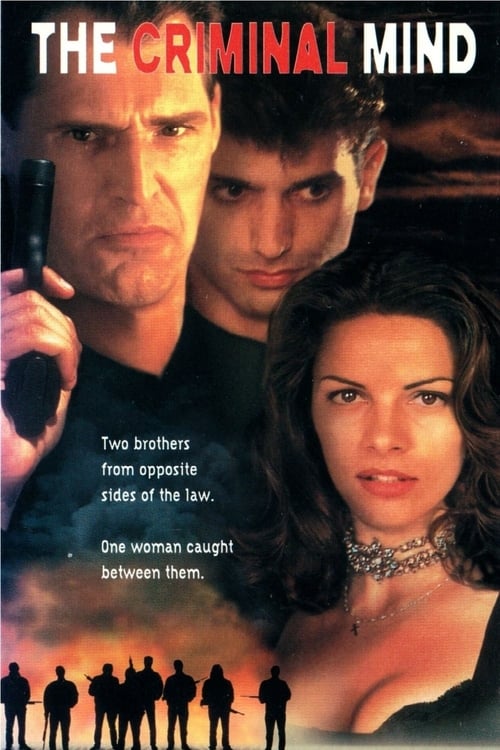 THE CRIMINAL MIND
Two brothers
from opposite
sides of the law.
One woman caught
between them.